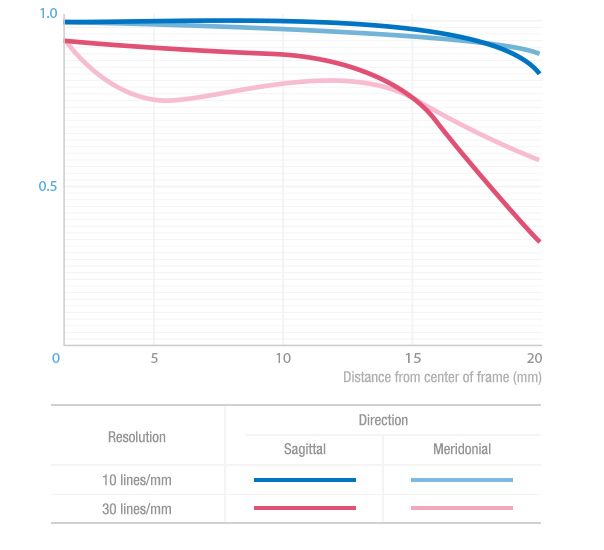 1.0
0.5
0 5 10 15 20
Distance from center of frame (mm)
Resolution Direction
Sagittal Meridonial
10 lines/mm
30 lines/mm